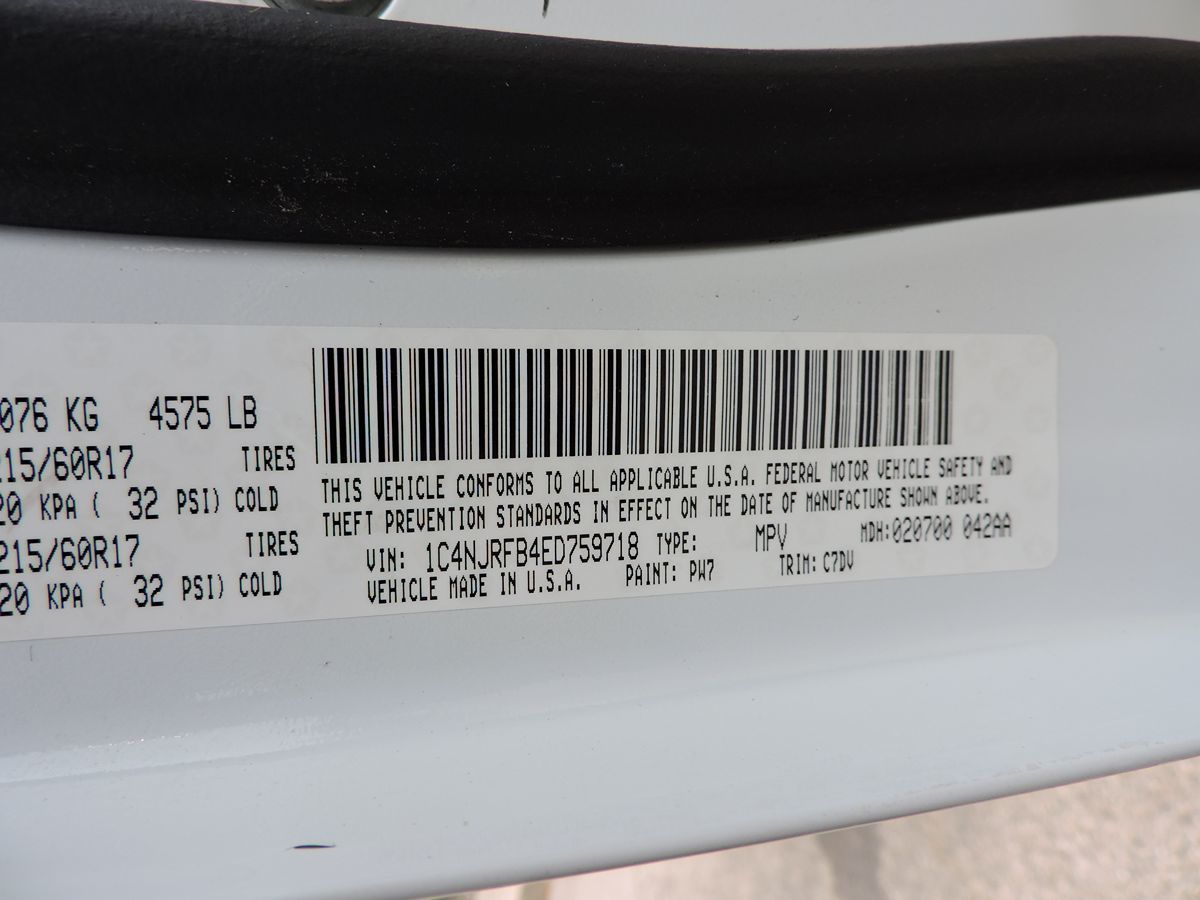 076 KG 4575 LB
215/60R17 TIRES
20 KPA ( 32 PSI) COLD
215/60R17 TIRES
20 KPA ( 32 PSI) COLD
THIS VEHICLE CONFORMS TO ALL APPLICABLE U.S.A. FEDERAL MOTOR VEHICLE SAFETY AND
THEFT PREVENTION STANDARDS IN EFFECT ON THE DATE OF MANUFACTURE SHOWN ABOVE.
VIN: 1C4NJRFB4ED759718 TYPE: MPV MDH:020700 042AA
VEHICLE MADE IN U.S.A. PAINT: PW7 TRIM: C7DV